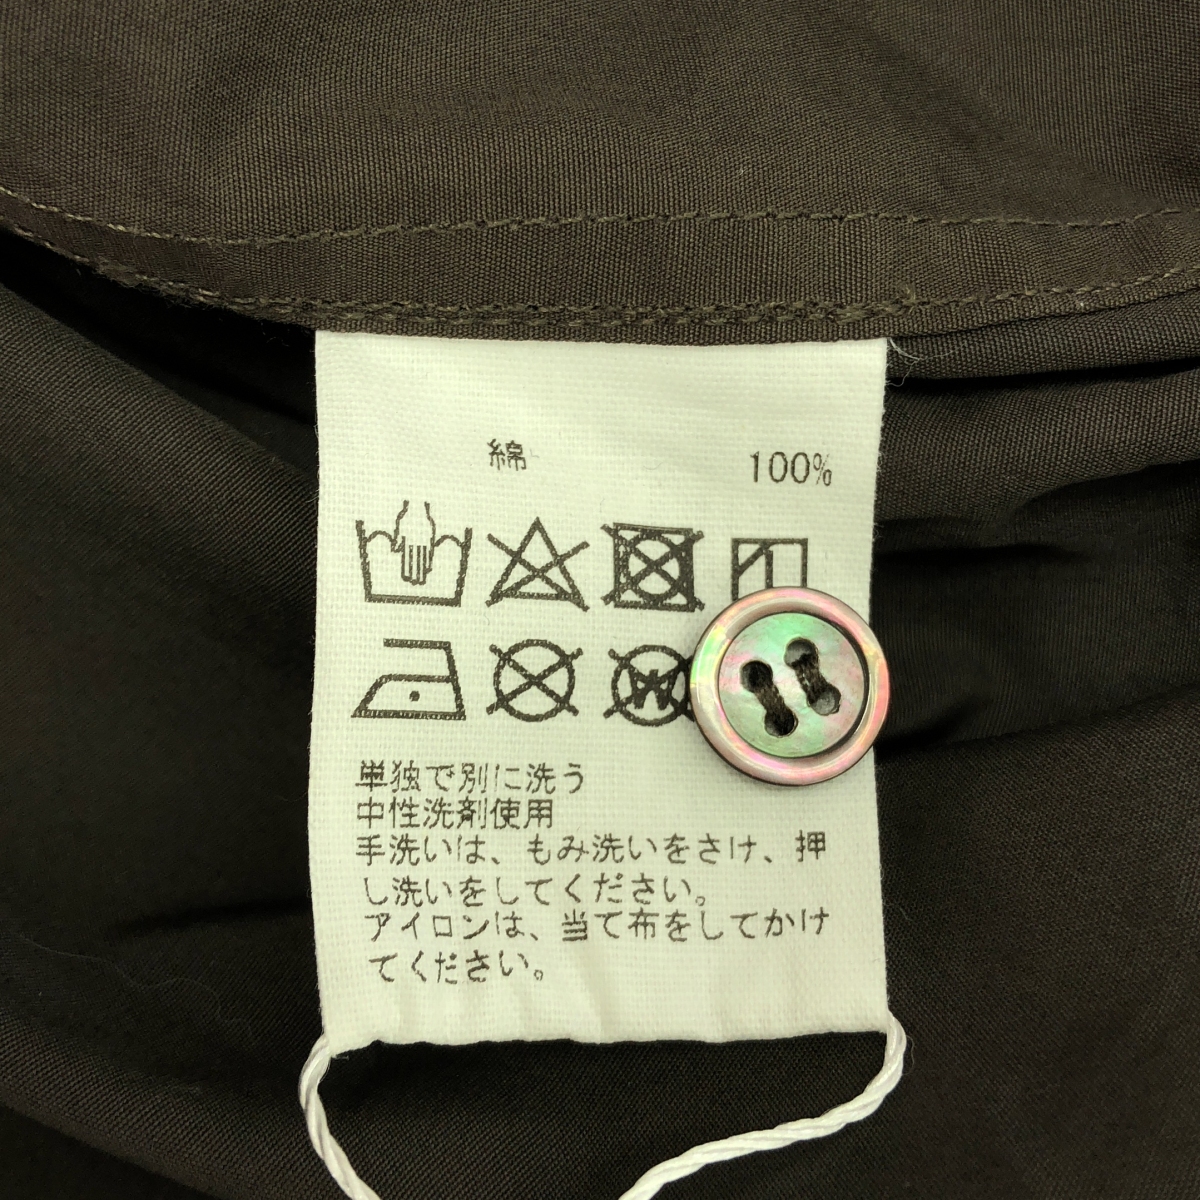 綿 100%
W
単独で別に洗う
中性洗剤使用
手洗いは、もみ洗いをさけ、押
し洗いをしてください。
アイロンは、当て布をしてかけ
てください。